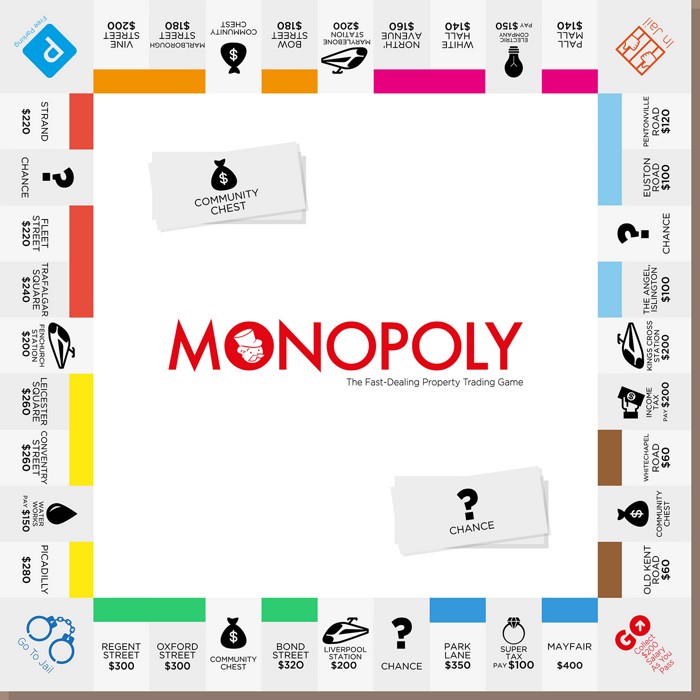 Free Parking
P
VINE
STREET
$200
MARLBOROUGH
STREET
$180
COMMUNITY
CHEST
$
BOW
STREET
$180
MARYLEBONE
STATION
$200
NORTH.
AVENUE
$160
WHITE
HALL
$140
ELECTRIC
COMPANY
PAY $150
PALL
MALL
$140
In Jail
STRAND
$220
CHANCE
?
FLEET
STREET
$220
TRAFALGAR
SQUARE
$240
FENCHURCH
STATION
$200
LEICESTER
SQUARE
$260
CONVENTRY
STREET
$260
WATER
WORKS
PAY $150
PICADILLY
$280
PENTONVILLE
ROAD
$120
EUSTON
ROAD
$100
?
CHANCE
THE ANGEL,
ISLINGTON
$100
KINGS CROSS
STATION
$200
INCOME
TAX
PAY $200
WHITECHAPEL
ROAD
$60
$
COMMUNITY
CHEST
OLD KENT
ROAD
$60
$
COMMUNITY
CHEST
MONOPOLY
The Fast-Dealing Property Trading Game
?
CHANCE
Go To Jail
REGENT
STREET
$300
OXFORD
STREET
$300
$
COMMUNITY
CHEST
BOND
STREET
$320
LIVERPOOL
STATION
$200
?
CHANCE
PARK
LANE
$350
SUPER
TAX
PAY $100
MAYFAIR
$400
GO
Collect
$200
Salary
As You
Pass